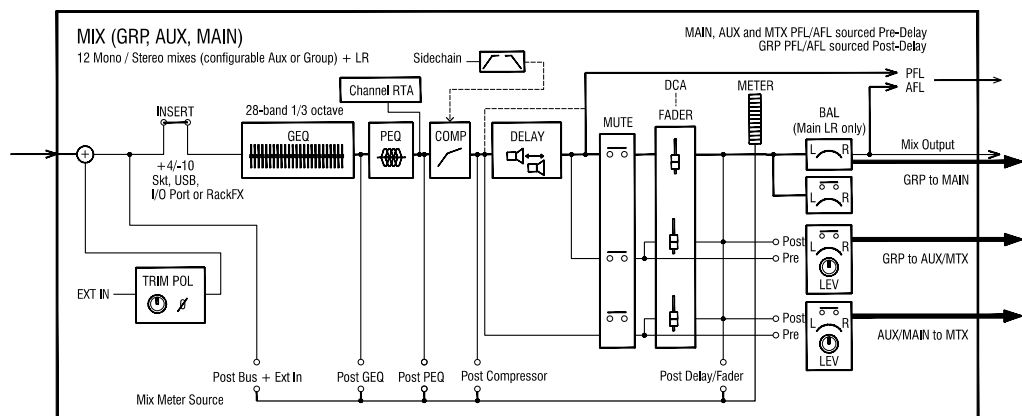 MIX (GRP, AUX, MAIN)
12 Mono / Stereo mixes (configurable Aux or Group) + LR
MAIN, AUX and MTX PFL/AFL sourced Pre-Delay
GRP PFL/AFL sourced Post-Delay
Sidechain
Channel RTA
PFL
AFL
DCA
METER
INSERT
28-band 1/3 octave
GEQ
PEQ
COMP
DELAY
MUTE
FADER
BAL
(Main LR only)
L R
Mix Output
GRP to MAIN
+4/-10
Skt, USB,
I/O Port or RackFX
L R
Post
Pre
L R
LEV
GRP to AUX/MTX
EXT IN
TRIM POL
Post
Pre
L R
LEV
AUX/MAIN to MTX
Post Bus + Ext In
Post GEQ
Post PEQ
Post Compressor
Post Delay/Fader
Mix Meter Source